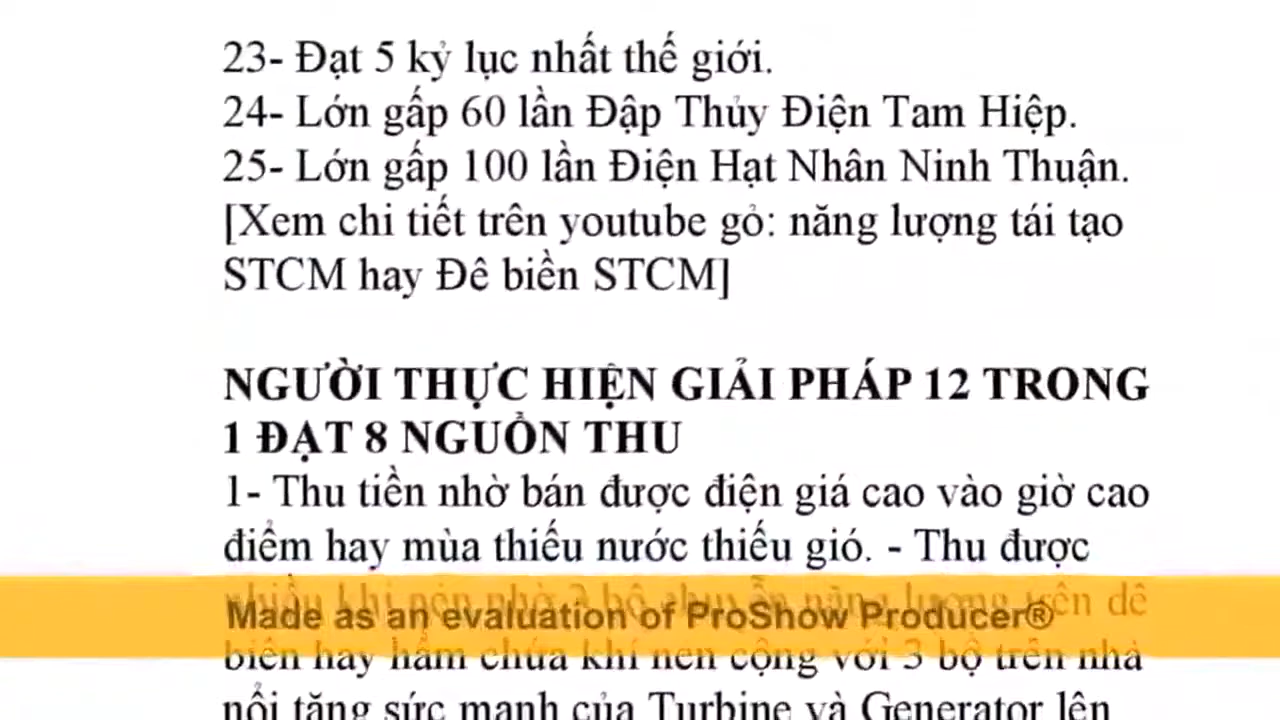 23- Đạt 5 kỷ lục nhất thế giới.
24- Lớn gấp 60 lần Đập Thủy Điện Tam Hiệp.
25- Lớn gấp 100 lần Điện Hạt Nhân Ninh Thuận.
[Xem chi tiết trên youtube gỏ: năng lượng tái tạo
STCM hay Đê biền STCM]
NGƯỜI THỰC HIỆN GIẢI PHÁP 12 TRONG
1 ĐẠT 8 NGUỒN THU
1- Thu tiền nhờ bán được điện giá cao vào giờ cao
điểm hay mùa thiếu nước thiếu gió. - Thu được
Made as an evaluation of ProShow Producer®
biên hay hầm chứa khí nén cộng với 3 bộ trên nhà
nổi tăng sức mạnh của Turbine và Generator lên